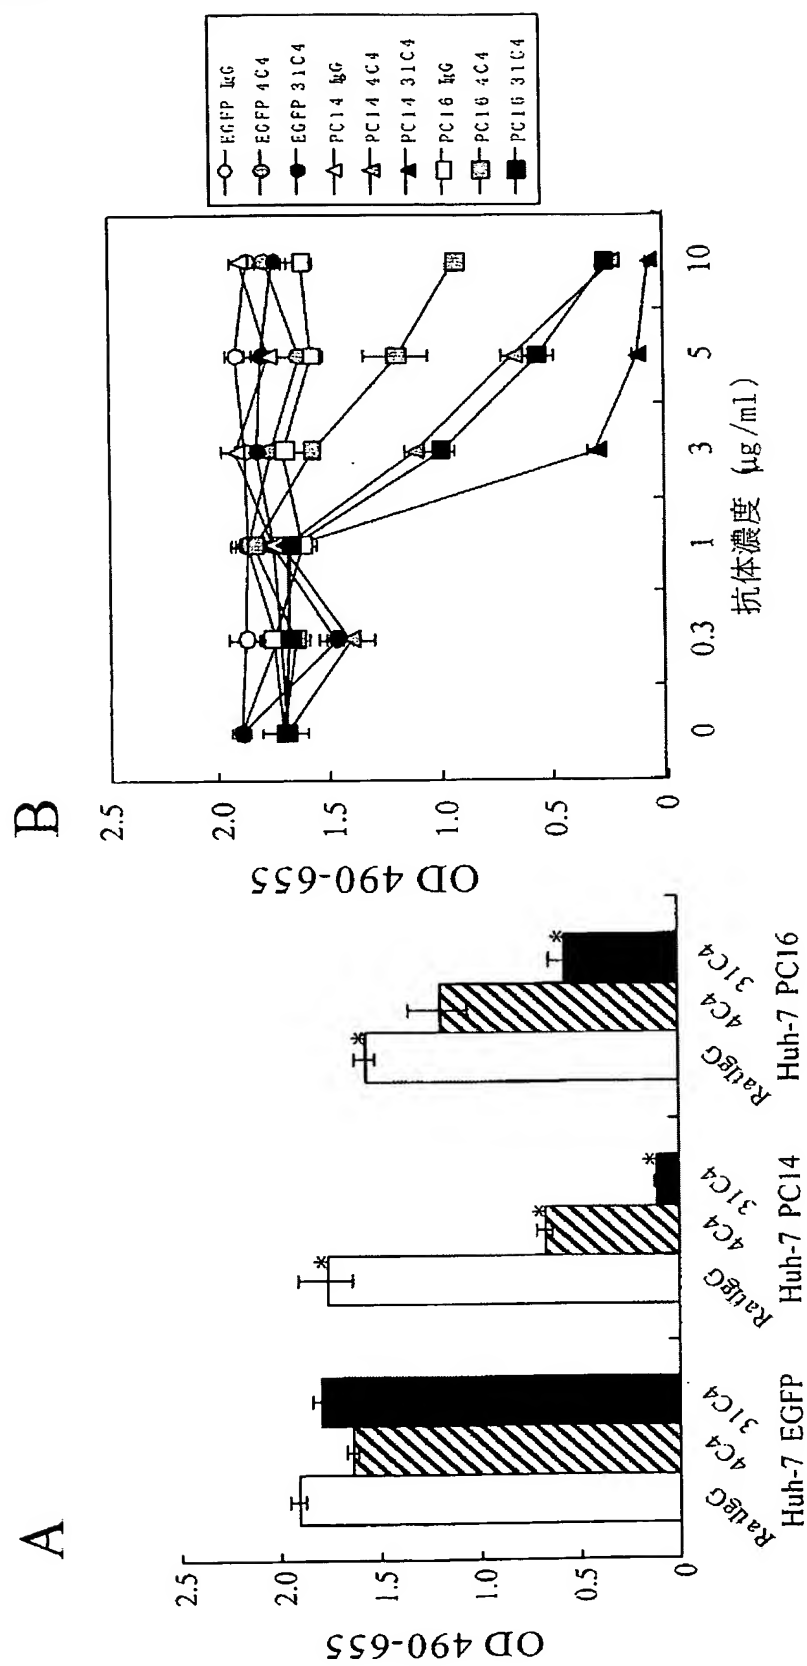 A
OD 490-655
2.5
2.0
1.5
1.0
0.5
0
RatIgG
4C4
31C4
RatIgG
4C4
31C4
RatIgG
4C4
31C4
*
*
*
*
*
Huh-7 EGFP
Huh-7 PC14
Huh-7 PC16
B
OD 490-655
2.5
2.0
1.5
1.0
0.5
0
0
0.3
1
3
5
10
抗体濃度 (μg/ml)
EGFP IgG
EGFP 4C4
EGFP 31C4
PC14 IgG
PC14 4C4
PC14 31C4
PC16 IgG
PC16 4C4
PC16 31C4